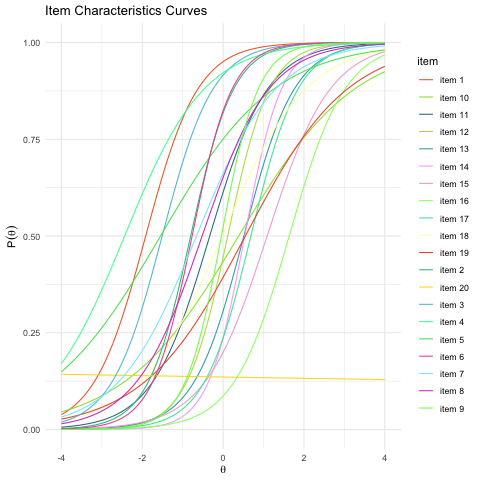 Item Characteristics Curves
P(θ)
1.00
0.75
0.50
0.25
0.00
-4
-2
0
2
4
θ
item
item 1
item 10
item 11
item 12
item 13
item 14
item 15
item 16
item 17
item 18
item 19
item 2
item 20
item 3
item 4
item 5
item 6
item 7
item 8
item 9